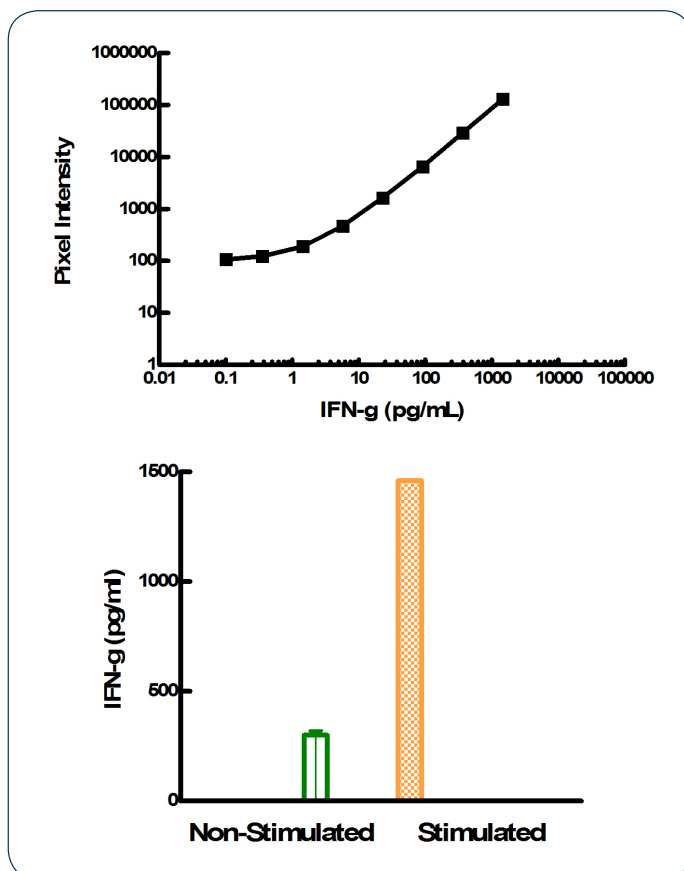 1000000
100000
10000
1000
100
10
1
Pixel Intensity
0.01 0.1 1 10 100 1000 10000 100000
IFN-g (pg/mL)
1500
1000
500
0
IFN-g (pg/ml)
Non-Stimulated Stimulated